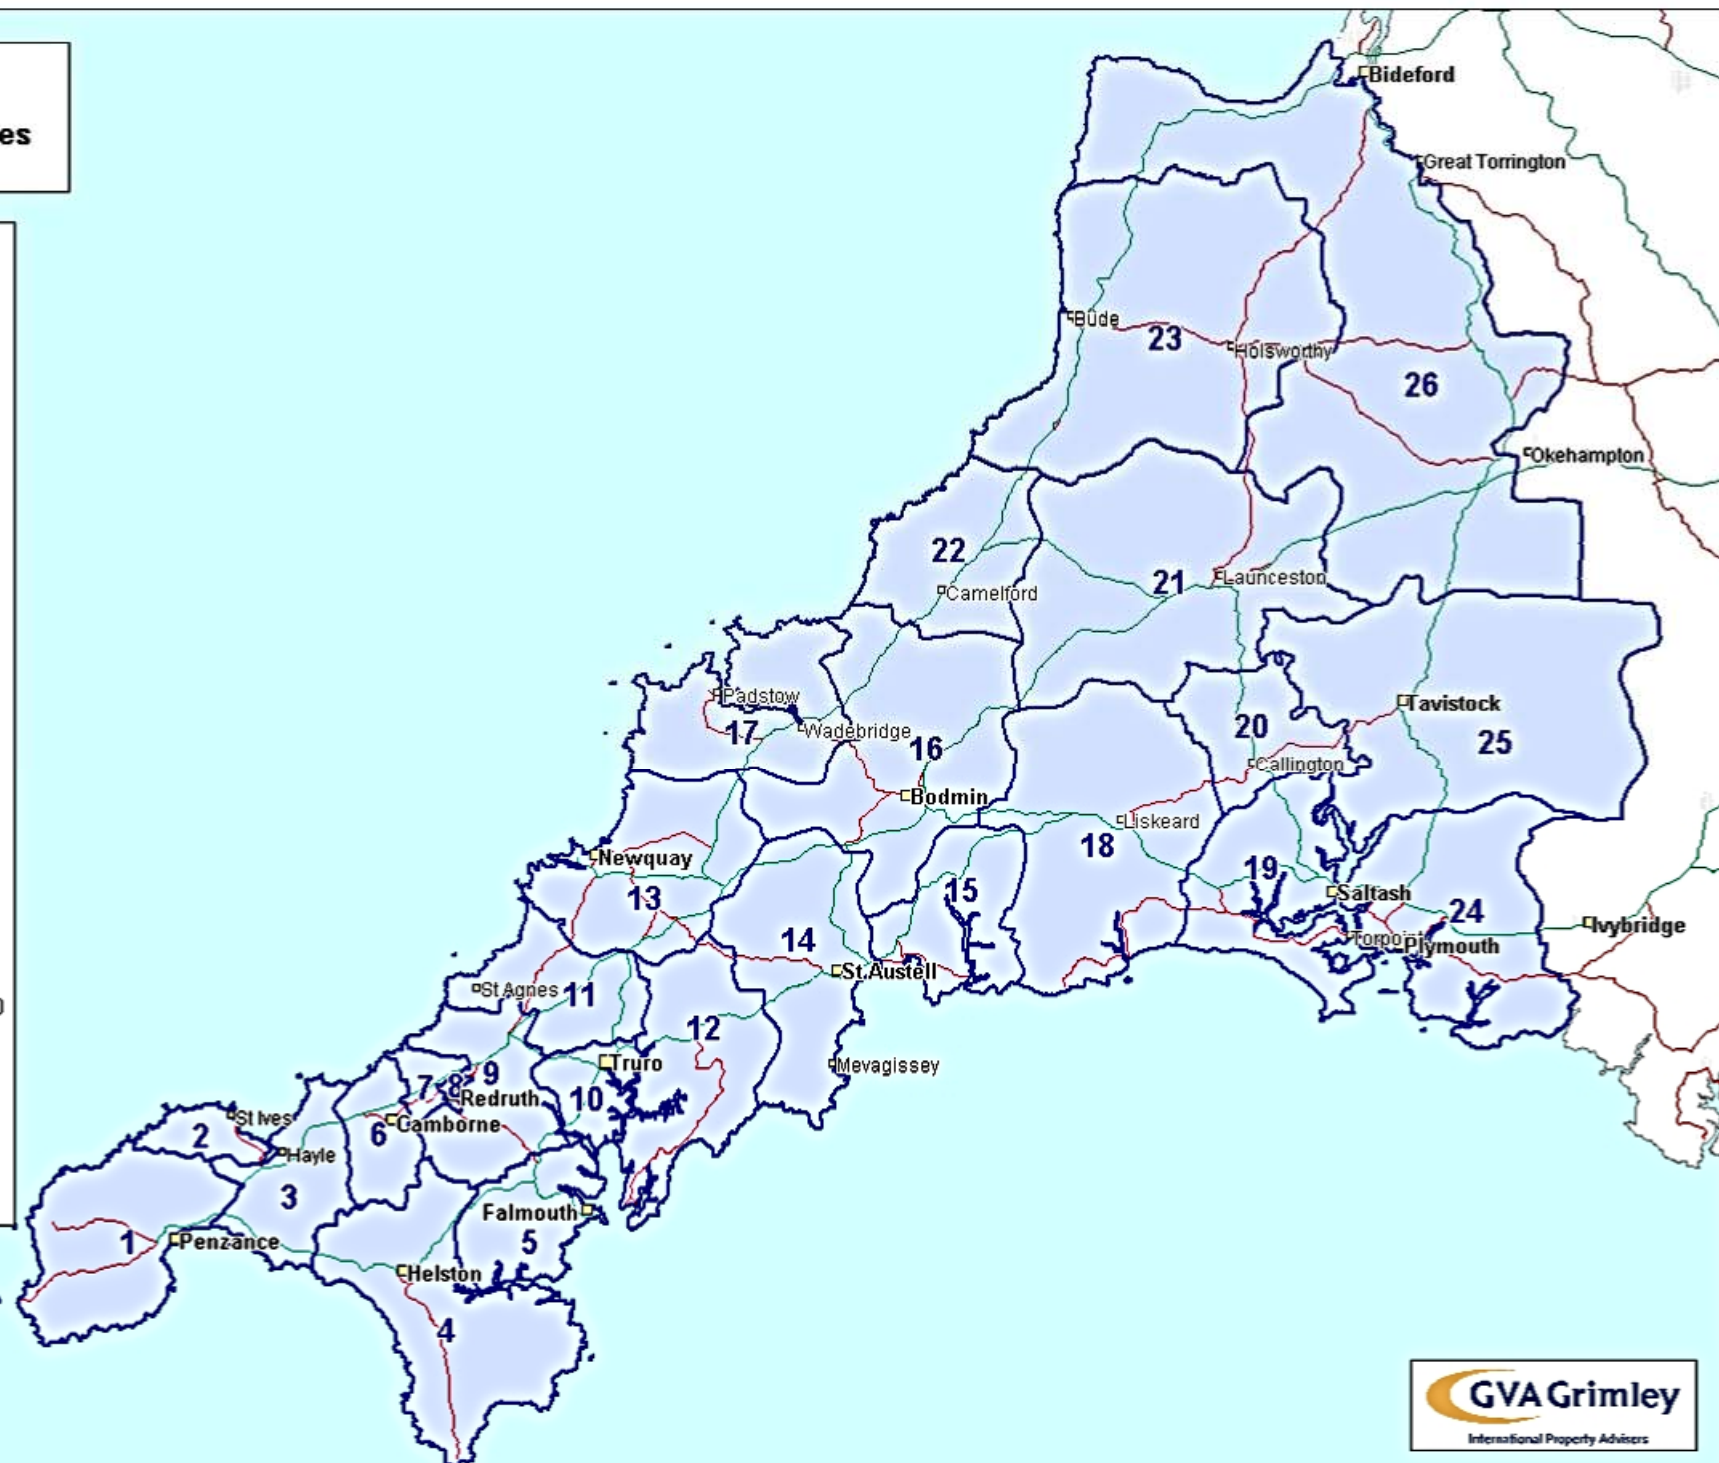 es
Bideford
Great Torrington
Bude
23
Holsworthy
26
Okehampton
22
Camelford
21
Launceston
Padstow
17
Wadebridge
16
Bodmin
20
Callington
Tavistock
25
Liskeard
18
Newquay
13
15
19
Saltash
24
Torpoint
Plymouth
Ivybridge
14
St.Austell
St Agnes
11
12
Mevagissey
Truro
10
7
8
9
Redruth
6
Camborne
St Ives
2
Hayle
3
Falmouth
5
1
Penzance
Helston
4
GVA Grimley
International Property Advisers